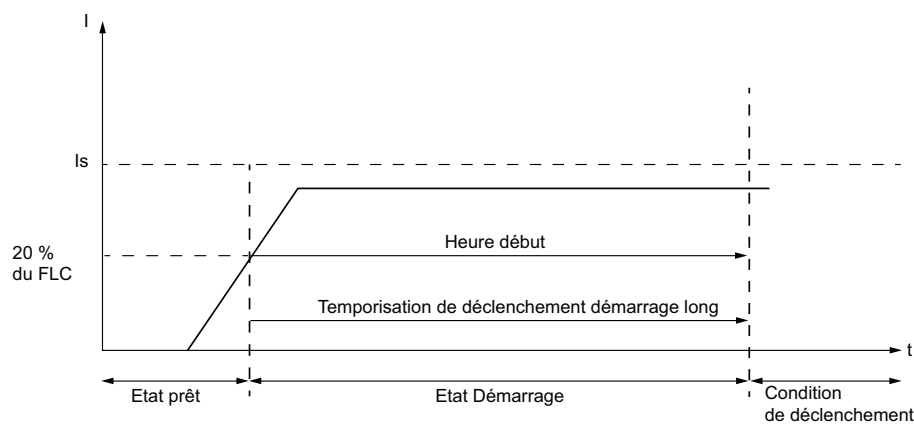 I
Is
20 %
du FLC
Heure début
Temporisation de déclenchement démarrage long
t
Etat prêt
Etat Démarrage
Condition
de déclenchement